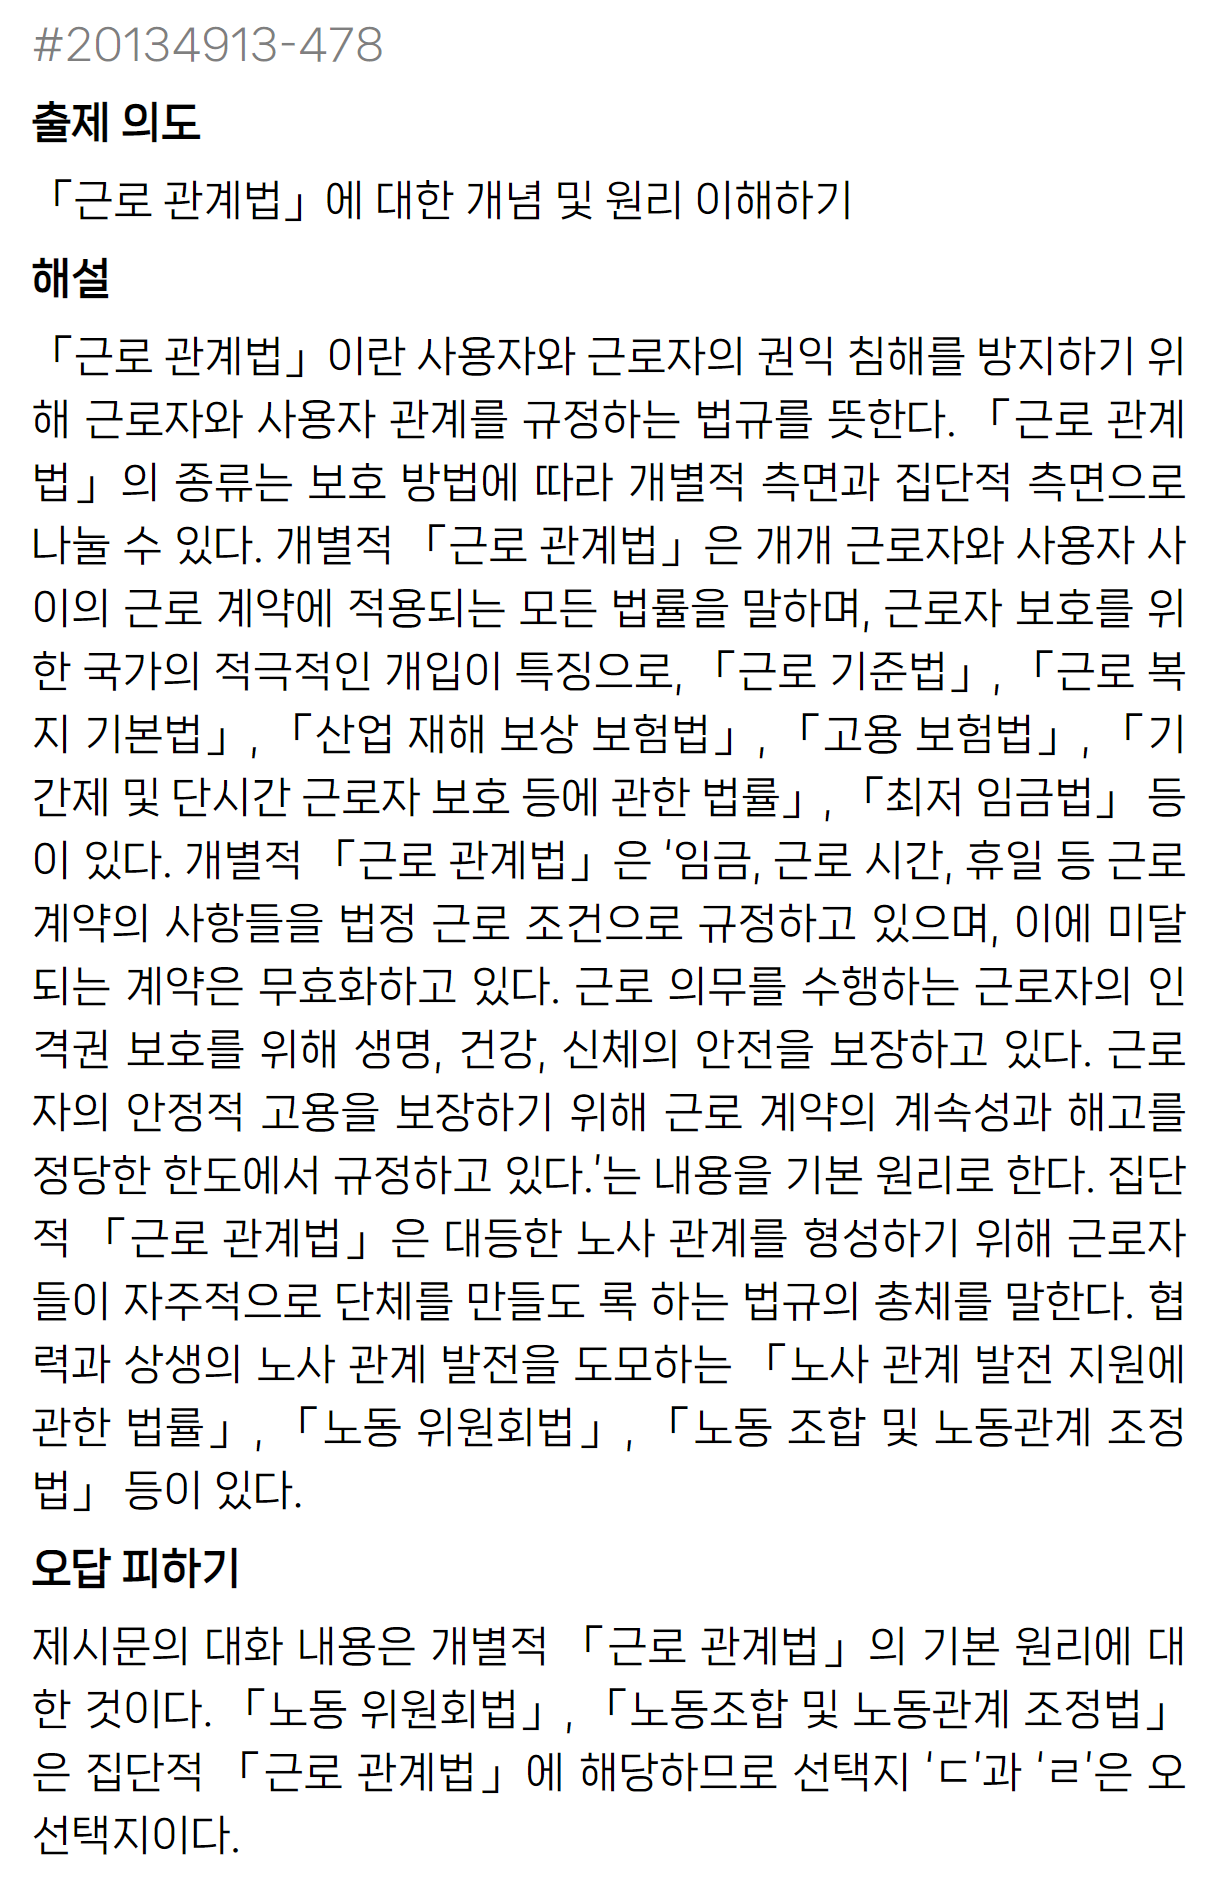 #20134913-478
출제 의도
「근로 관계법」에 대한 개념 및 원리 이해하기
해설
「근로 관계법」이란 사용자와 근로자의 권익 침해를 방지하기 위
해 근로자와 사용자 관계를 규정하는 법규를 뜻한다. 「근로 관계
법」의 종류는 보호 방법에 따라 개별적 측면과 집단적 측면으로
나눌 수 있다. 개별적 「근로 관계법」은 개개 근로자와 사용자 사
이의 근로 계약에 적용되는 모든 법률을 말하며, 근로자 보호를 위
한 국가의 적극적인 개입이 특징으로, 「근로 기준법」, 「근로 복
지 기본법」, 「산업 재해 보상 보험법」, 「고용 보험법」, 「기
간제 및 단시간 근로자 보호 등에 관한 법률」, 「최저 임금법」 등
이 있다. 개별적 「근로 관계법」은 '임금, 근로 시간, 휴일 등 근로
계약의 사항들을 법정 근로 조건으로 규정하고 있으며, 이에 미달
되는 계약은 무효화하고 있다. 근로 의무를 수행하는 근로자의 인
격권 보호를 위해 생명, 건강, 신체의 안전을 보장하고 있다. 근로
자의 안정적 고용을 보장하기 위해 근로 계약의 계속성과 해고를
정당한 한도에서 규정하고 있다.'는 내용을 기본 원리로 한다. 집단
적 「근로 관계법」은 대등한 노사 관계를 형성하기 위해 근로자
들이 자주적으로 단체를 만들도 록 하는 법규의 총체를 말한다. 협
력과 상생의 노사 관계 발전을 도모하는 「노사 관계 발전 지원에
관한 법률」, 「노동 위원회법」, 「노동 조합 및 노동관계 조정
법」 등이 있다.
오답 피하기
제시문의 대화 내용은 개별적 「근로 관계법」의 기본 원리에 대
한 것이다. 「노동 위원회법」, 「노동조합 및 노동관계 조정법」
은 집단적 「근로 관계법」에 해당하므로 선택지 'ㄷ'과 'ㄹ'은 오
선택지이다.